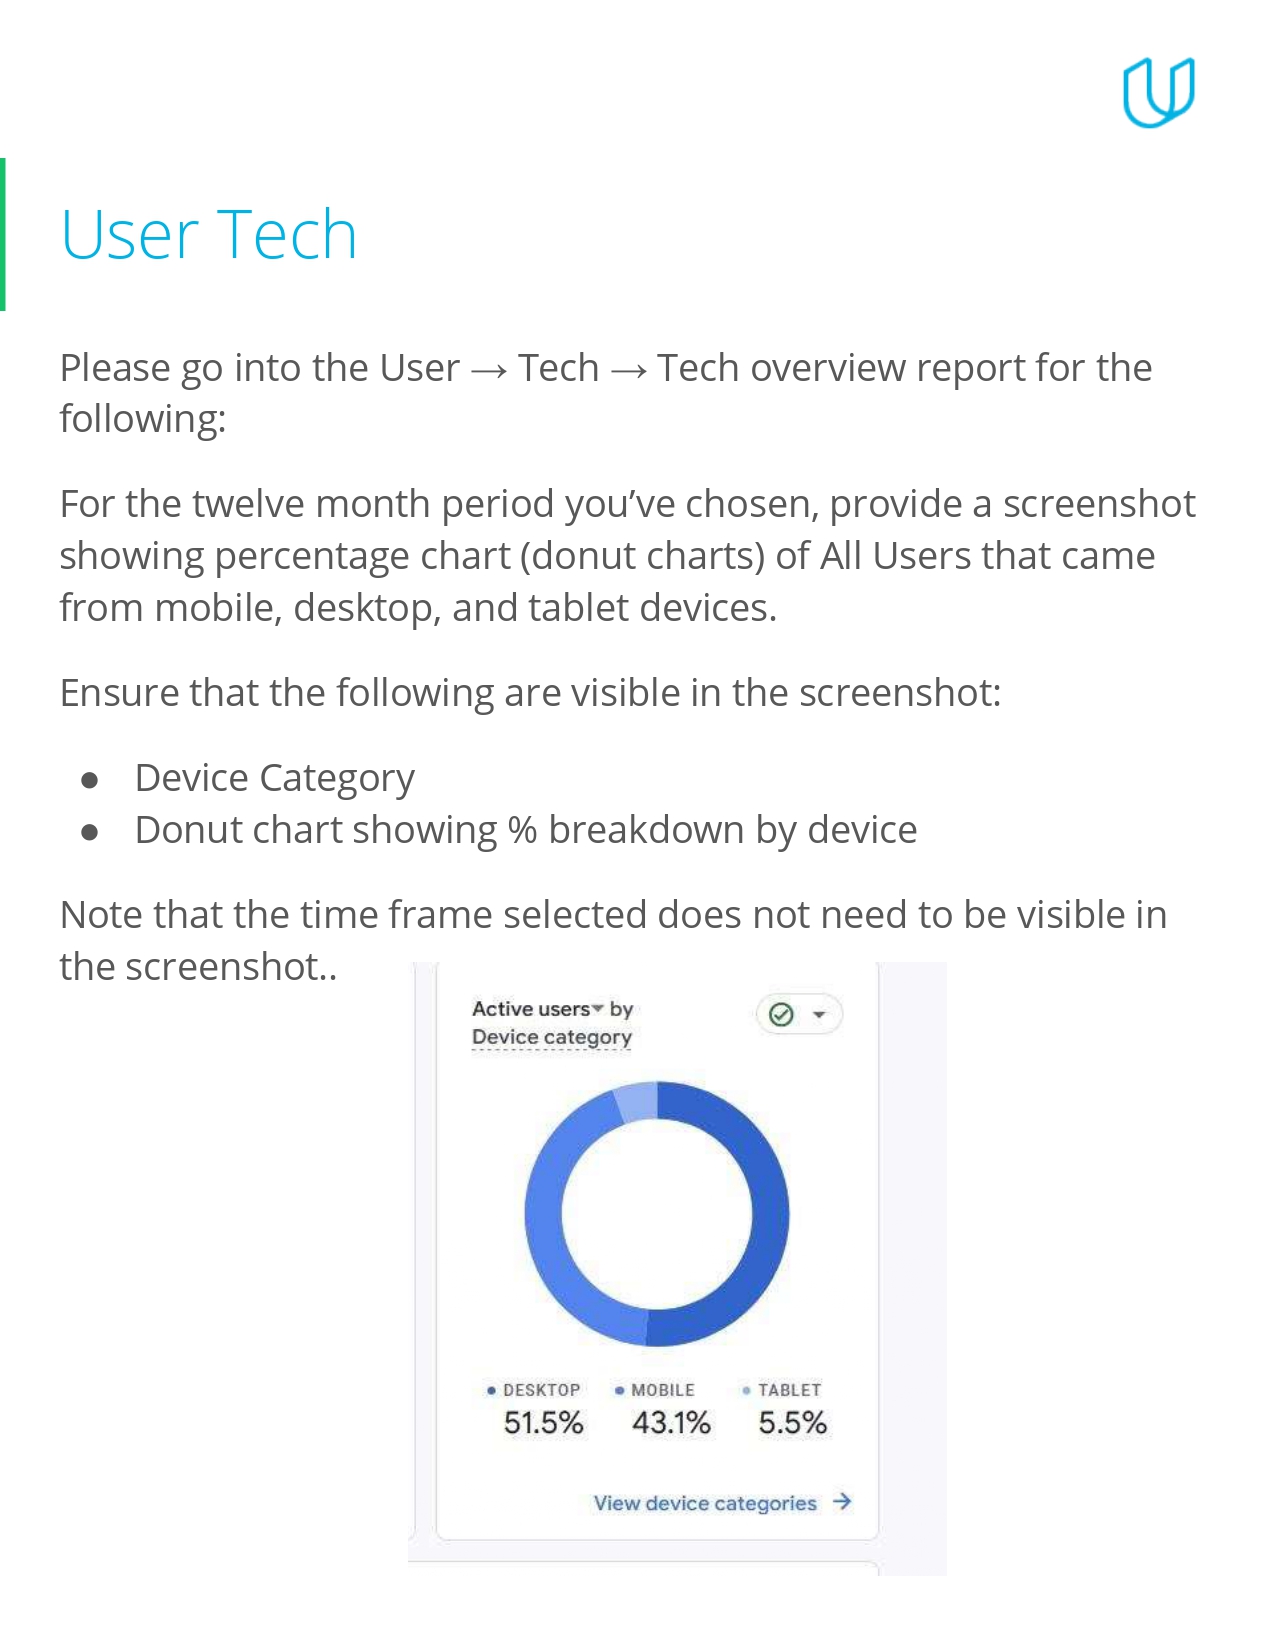 User Tech
Please go into the User → Tech → Tech overview report for the
following:
For the twelve month period you’ve chosen, provide a screenshot
showing percentage chart (donut charts) of All Users that came
from mobile, desktop, and tablet devices.
Ensure that the following are visible in the screenshot:
● Device Category
● Donut chart showing % breakdown by device
Note that the time frame selected does not need to be visible in
the screenshot..
Active users by
Device category
DESKTOP MOBILE TABLET
51.5% 43.1% 5.5%
View device categories →